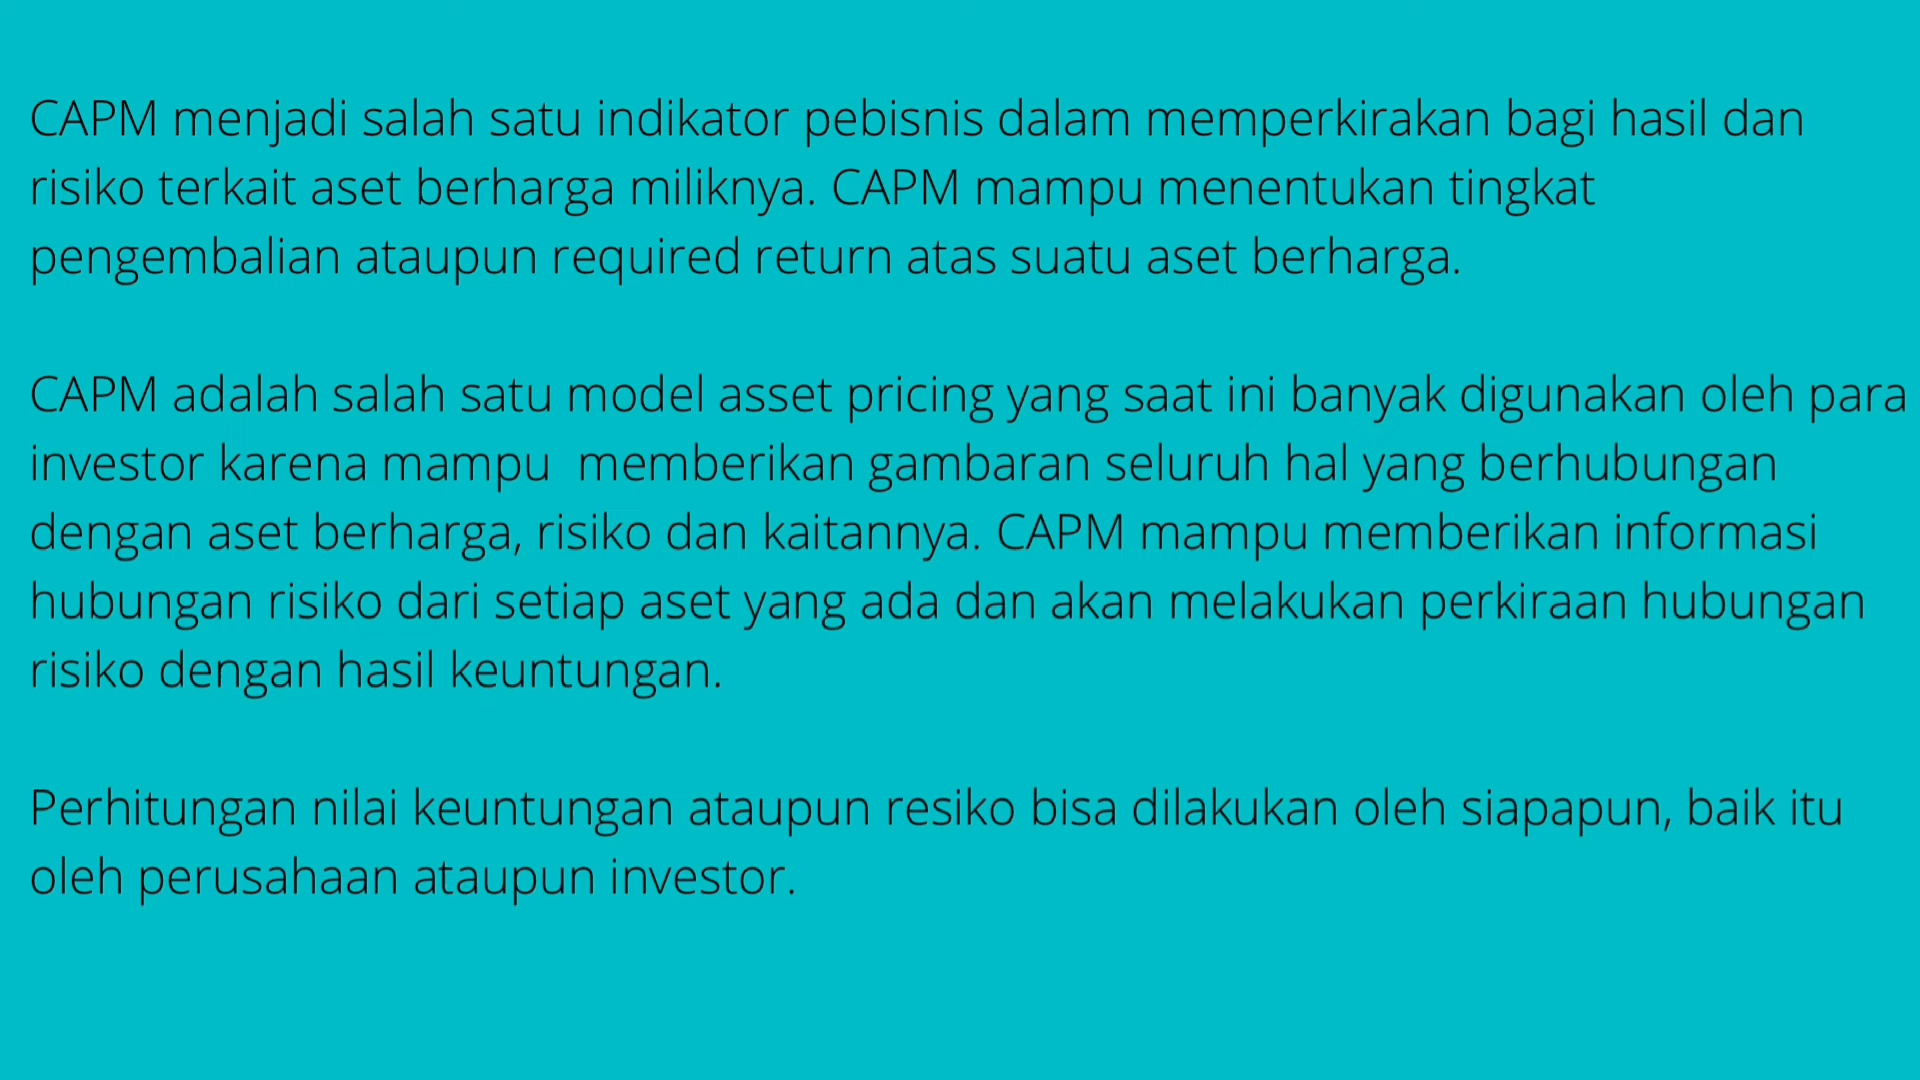 CAPM menjadi salah satu indikator pebisnis dalam memperkirakan bagi hasil dan
risiko terkait aset berharga miliknya. CAPM mampu menentukan tingkat
pengembalian ataupun required return atas suatu aset berharga.
CAPM adalah salah satu model asset pricing yang saat ini banyak digunakan oleh para
investor karena mampu  memberikan gambaran seluruh hal yang berhubungan
dengan aset berharga, risiko dan kaitannya. CAPM mampu memberikan informasi
hubungan risiko dari setiap aset yang ada dan akan melakukan perkiraan hubungan
risiko dengan hasil keuntungan.
Perhitungan nilai keuntungan ataupun resiko bisa dilakukan oleh siapapun, baik itu
oleh perusahaan ataupun investor.